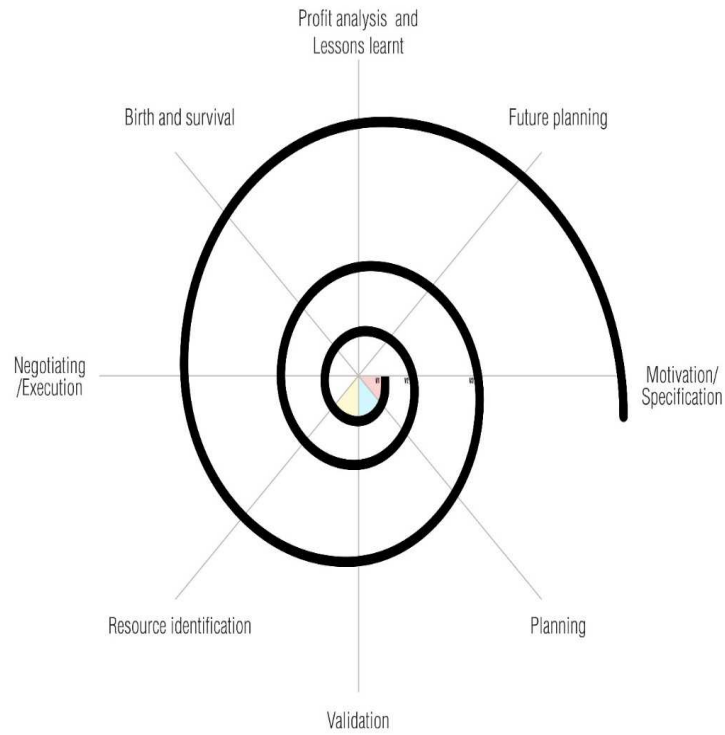 Profit analysis and
Lessons learnt
Birth and survival
Future planning
Negotiating
/Execution
Motivation/
Specification
Resource identification
Planning
Validation